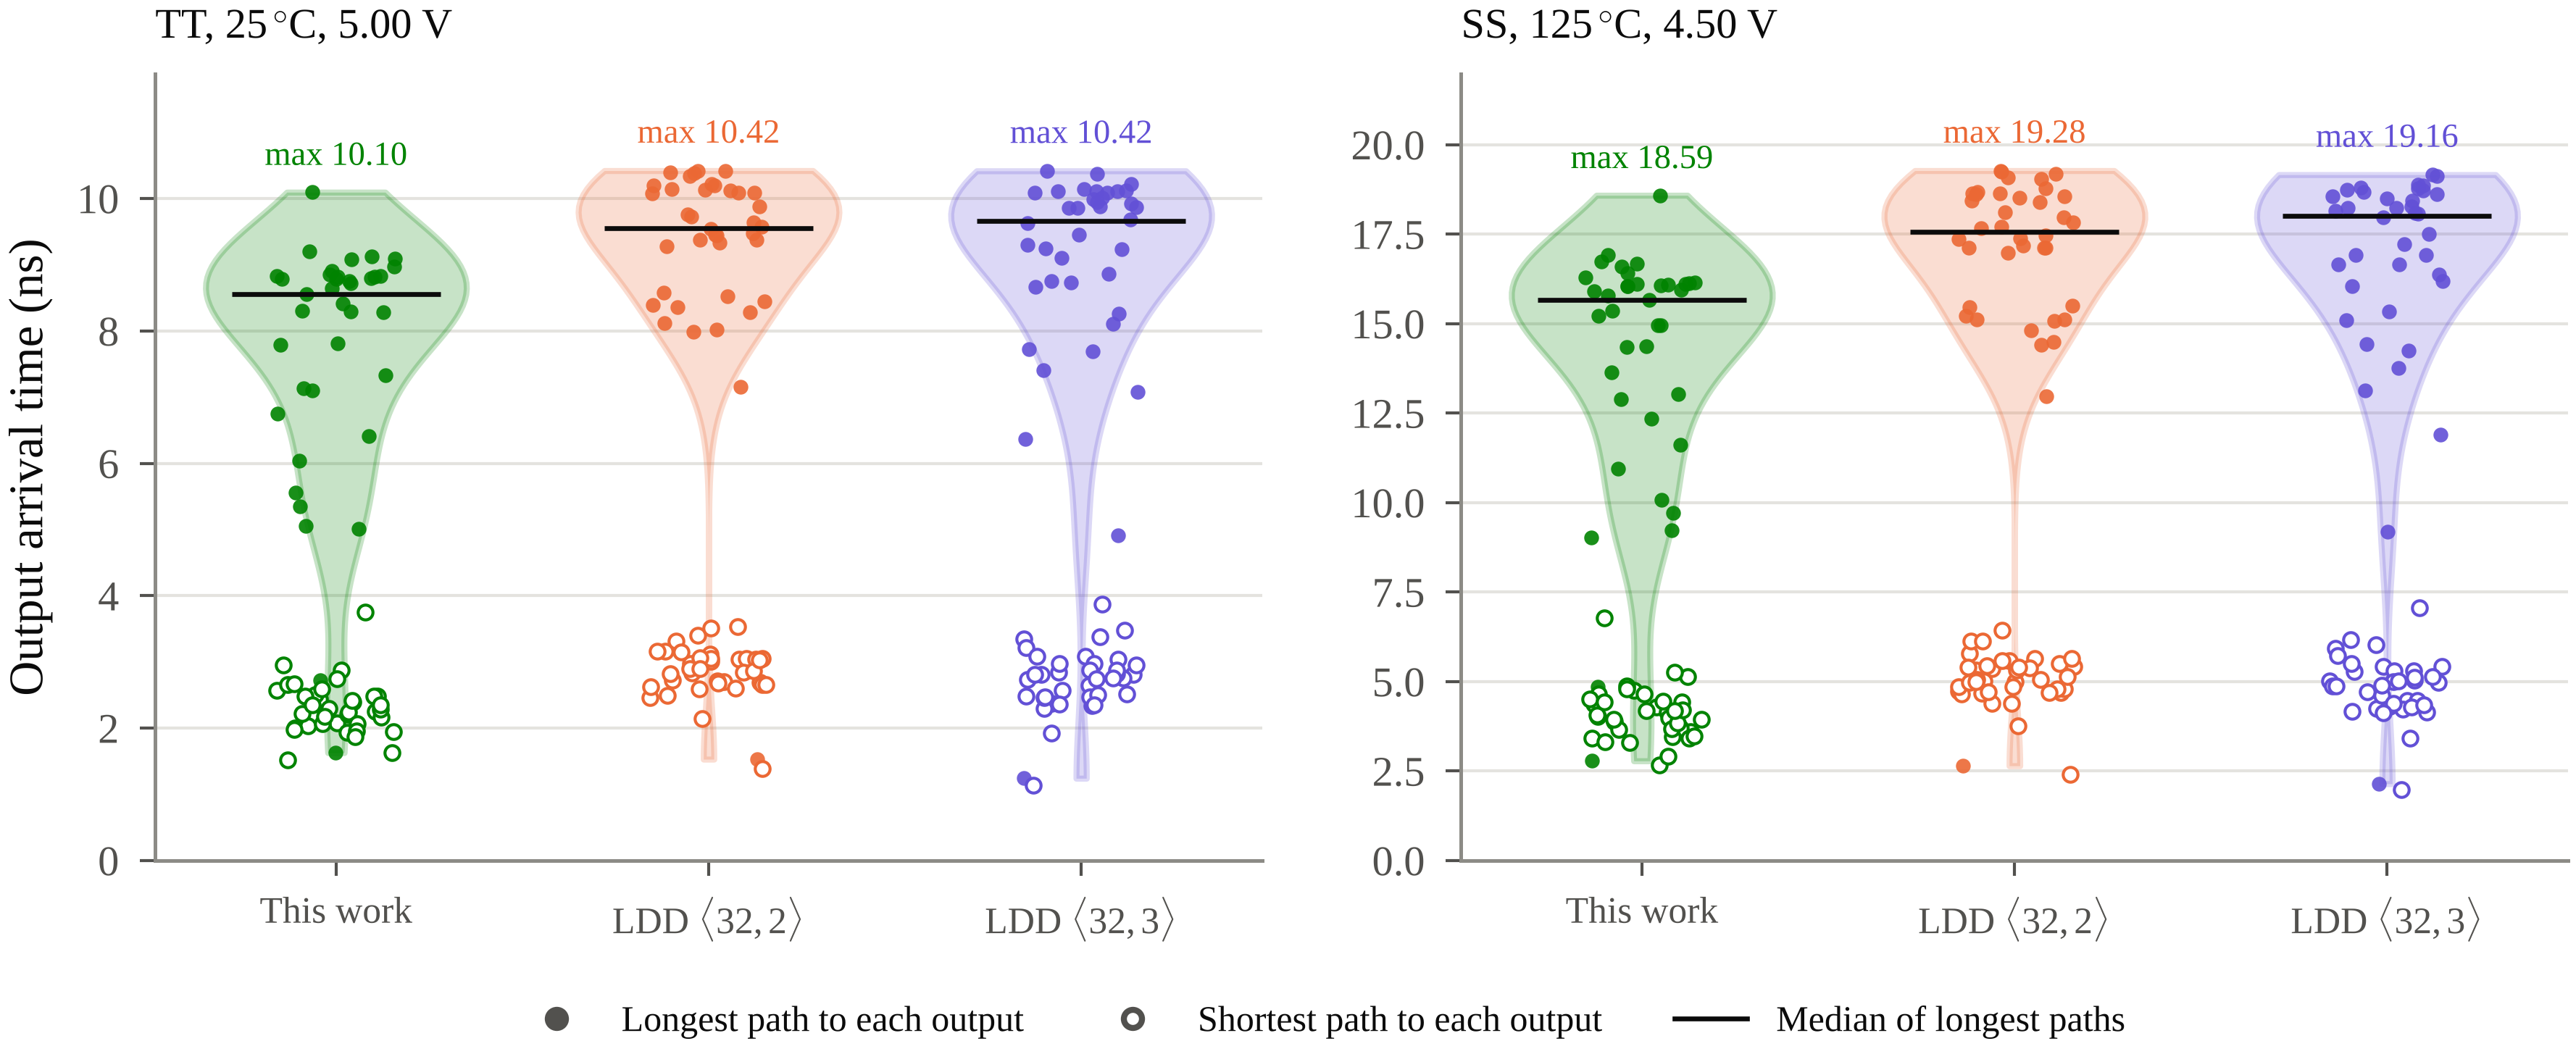 TT, 25 °C, 5.00 V
Output arrival time (ns)
10
8
6
4
2
0
max 10.10
max 10.42
max 10.42
This work
LDD ⟨32, 2⟩
LDD ⟨32, 3⟩
SS, 125 °C, 4.50 V
20.0
17.5
15.0
12.5
10.0
7.5
5.0
2.5
0.0
max 18.59
max 19.28
max 19.16
This work
LDD ⟨32, 2⟩
LDD ⟨32, 3⟩
Longest path to each output
Shortest path to each output
Median of longest paths